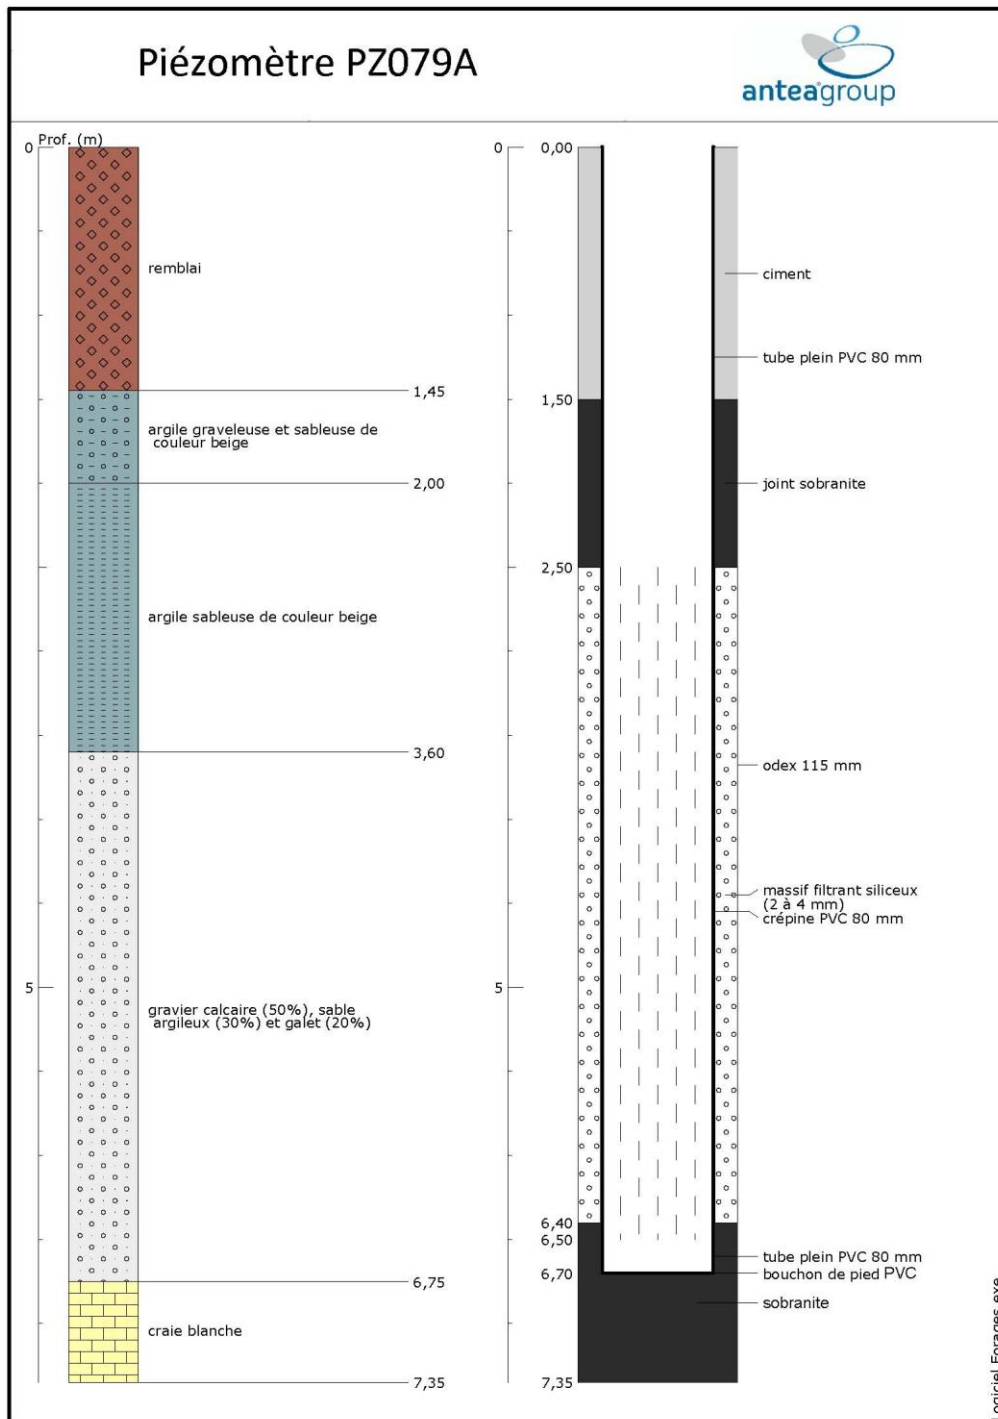 Piézomètre PZ079A
anteagroup
Prof. (m)
0
remblai
1,45
argile graveleuse et sableuse de
couleur beige
2,00
argile sableuse de couleur beige
3,60
5
gravier calcaire (50%), sable
argileux (30%) et galet (20%)
6,75
craie blanche
7,35
0
0,00
ciment
tube plein PVC 80 mm
1,50
joint sobranite
2,50
odex 115 mm
massif filtrant siliceux
(2 à 4 mm)
crépine PVC 80 mm
5
6,40
6,50
tube plein PVC 80 mm
6,70
bouchon de pied PVC
sobranite
7,35
Logiciel Forages.exe